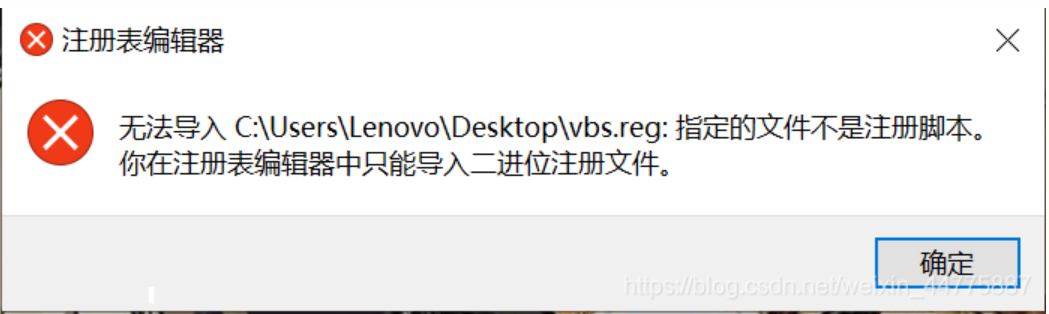 注册表编辑器
无法导入 C:\Users\Lenovo\Desktop\vbs.reg: 指定的文件不是注册脚本。
你在注册表编辑器中只能导入二进位注册文件。
确定
https://blog.csdn.net/weixin_44775887